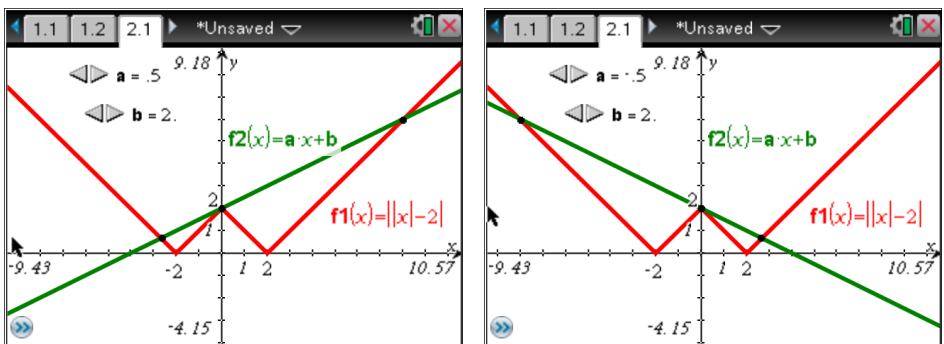 1.1 1.2 2.1 *Unsaved
9.18 y
a = .5
b = 2.
f2(x)=a·x+b
2
1
f1(x)=||x|-2|
x
-9.43 -2 1 2 10.57
-4.15
1.1 1.2 2.1 *Unsaved
9.18 y
a = -.5
b = 2.
f2(x)=a·x+b
2
1
f1(x)=||x|-2|
x
-9.43 -2 1 2 10.57
-4.15